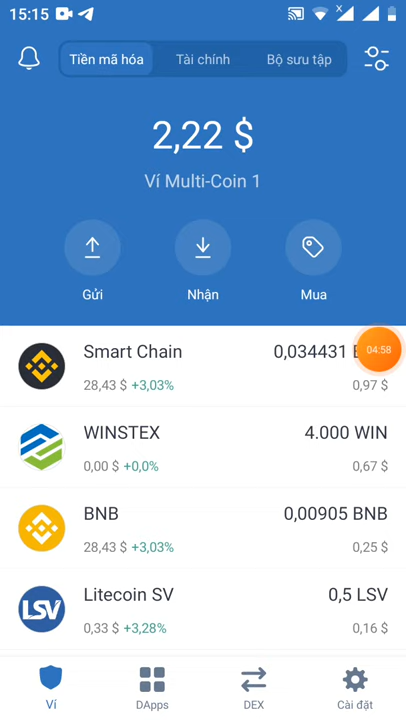 15:15
Tiền mã hóa Tài chính Bộ sưu tập
2,22 $
Ví Multi-Coin 1
Gửi Nhận Mua
Smart Chain 0,034431
04:58
28,43 $ +3,03% 0,97 $
WINSTEX 4.000 WIN
0,00 $ +0,0% 0,67 $
BNB 0,00905 BNB
28,43 $ +3,03% 0,25 $
LSV
Litecoin SV 0,5 LSV
0,33 $ +3,28% 0,16 $
Ví DApps DEX Cài đặt